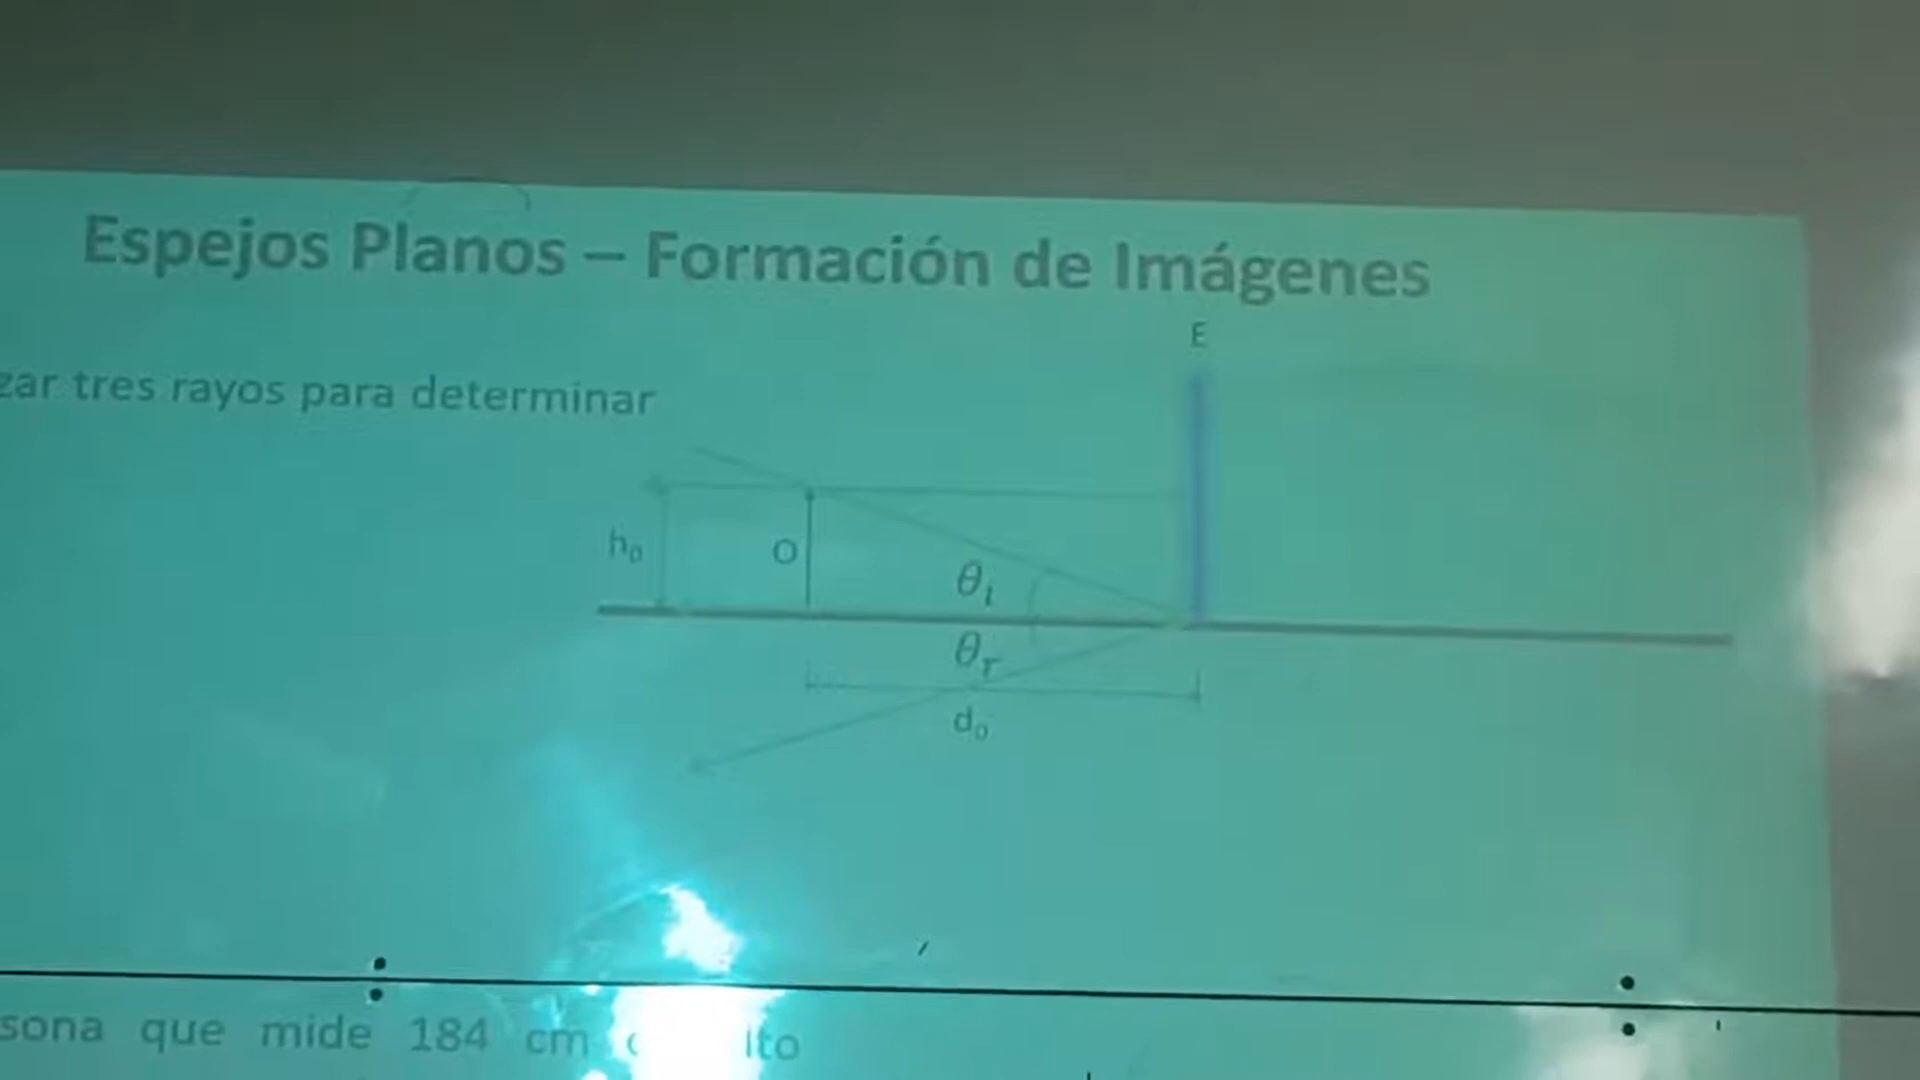 Espejos Planos – Formación de Imágenes
E
zar tres rayos para determinar
h₀
O
θᵢ
θᵣ
d₀
sona que mide 184 cm